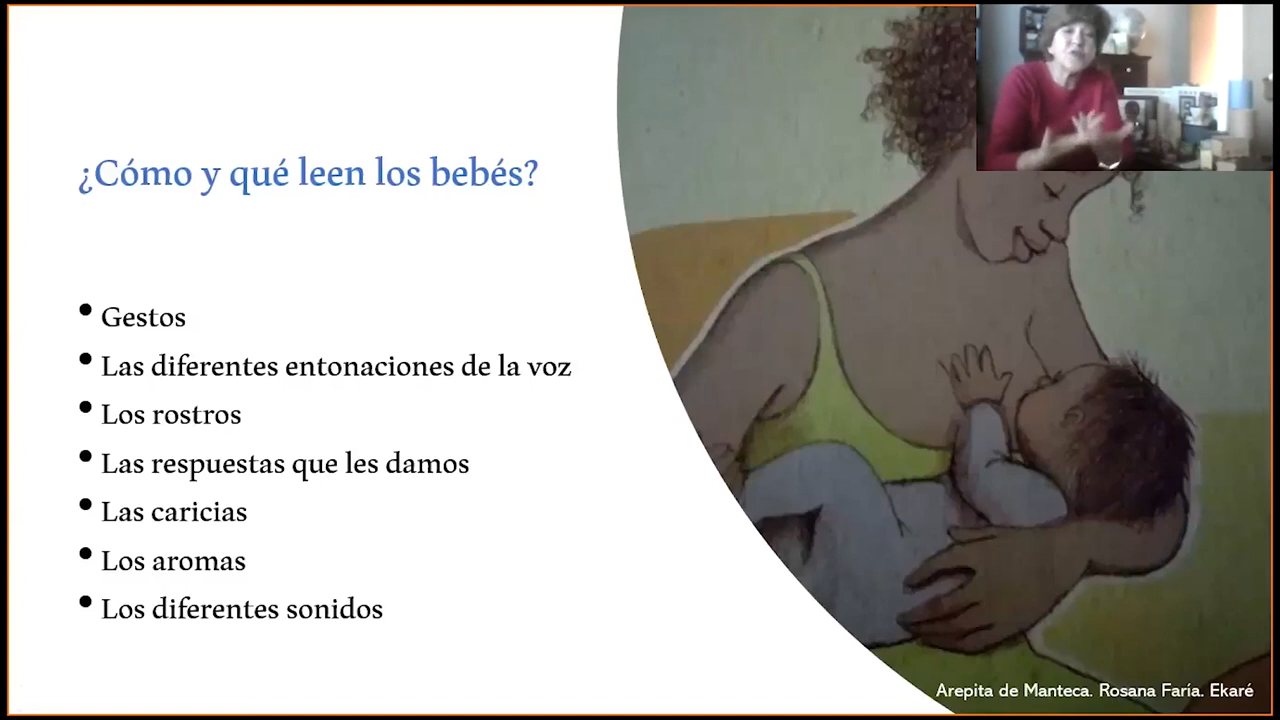 ¿Cómo y qué leen los bebés?
• Gestos
• Las diferentes entonaciones de la voz
• Los rostros
• Las respuestas que les damos
• Las caricias
• Los aromas
• Los diferentes sonidos
Arepita de Manteca. Rosana Faría. Ekaré